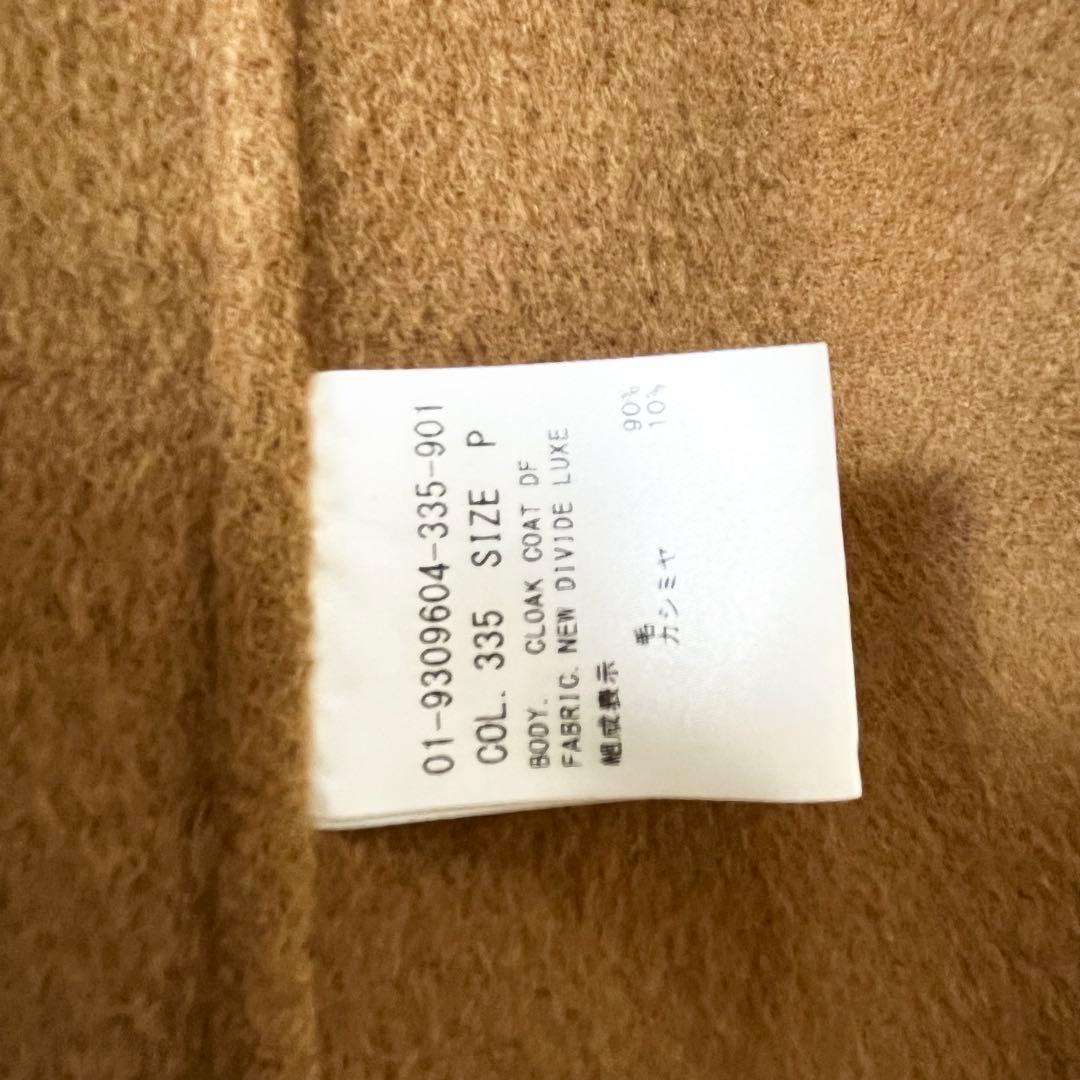 01-9309604-335-901
COL. 335 SIZE P
BODY. CLOAK COAT DF
FABRIC. NEW DIVIDE LUXE
組成表示
毛 90%
カシミヤ 10%